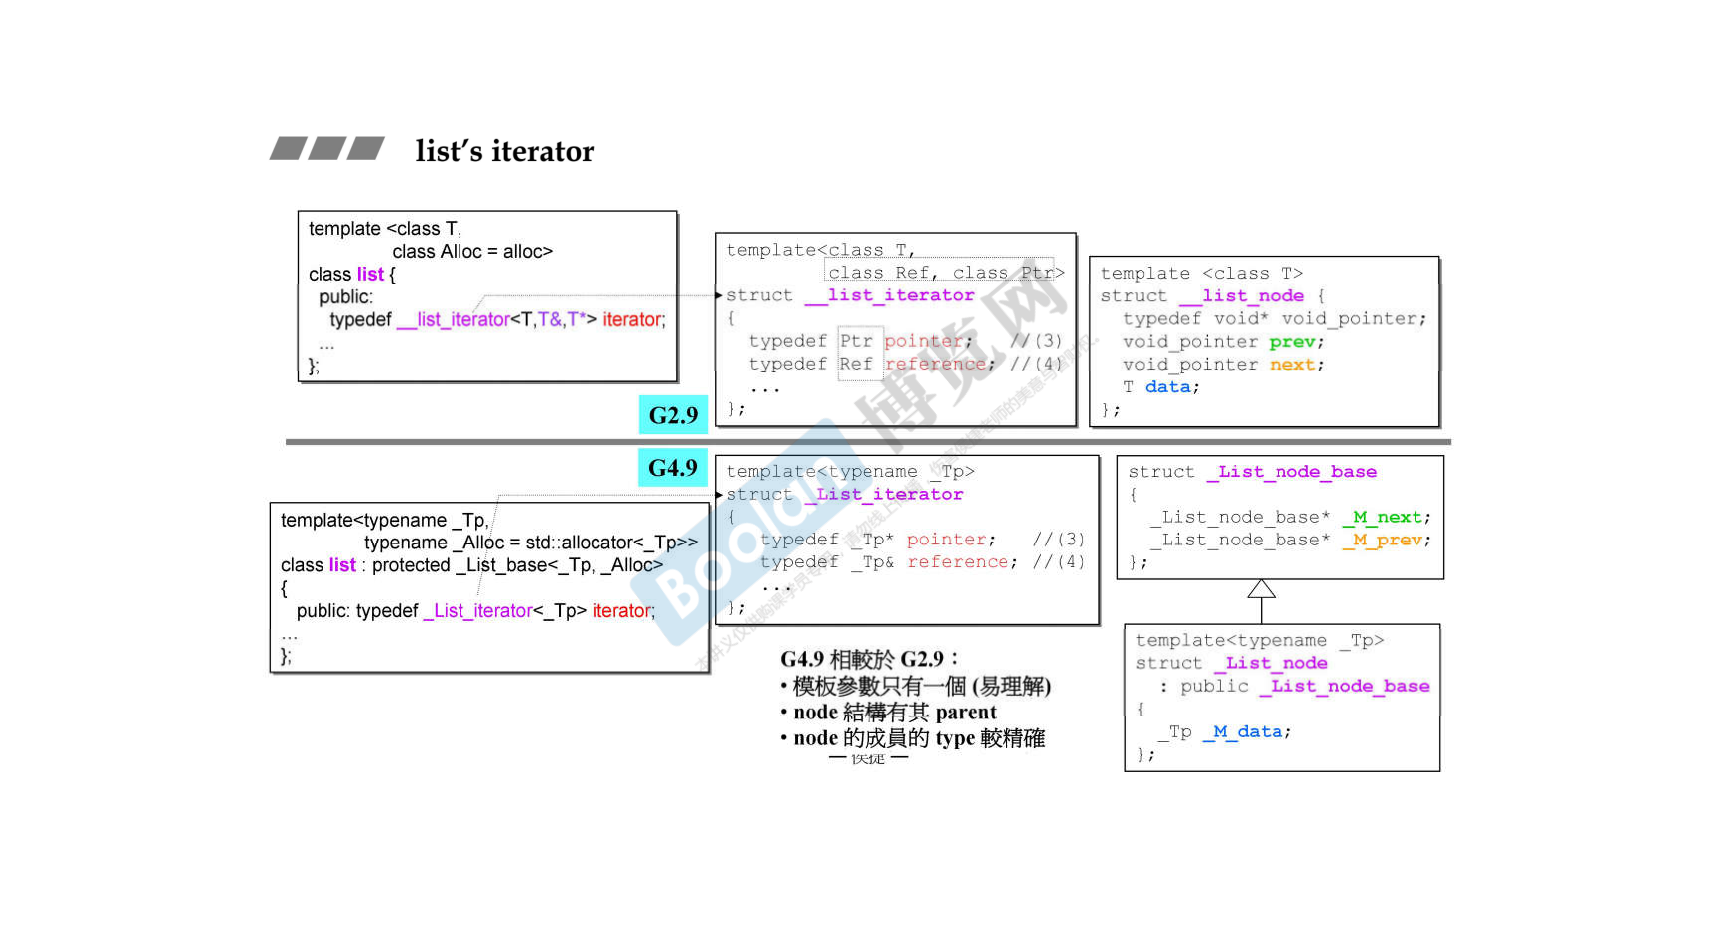 list's iterator
template <class T,
class Alloc = alloc>
class list {
public:
typedef __list_iterator<T,T&,T*> iterator;
...
};
template<class T,
class Ref, class Ptr>
struct __list_iterator
{
typedef Ptr pointer; //(3)
typedef Ref reference; //(4)
...
};
template <class T>
struct __list_node {
typedef void* void_pointer;
void_pointer prev;
void_pointer next;
T data;
};
G2.9
G4.9
template<typename _Tp,
typename _Alloc = std::allocator<_Tp>>
class list : protected _List_base<_Tp, _Alloc>
{
public: typedef _List_iterator<_Tp> iterator;
...
};
template<typename _Tp>
struct _List_iterator
{
typedef _Tp* pointer; //(3)
typedef _Tp& reference; //(4)
...
};
struct _List_node_base
{
_List_node_base* _M_next;
_List_node_base* _M_prev;
};
template<typename _Tp>
struct _List_node
: public _List_node_base
{
_Tp _M_data;
};
G4.9 相較於 G2.9：
• 模板參數只有一個 (易理解)
• node 結構有其 parent
• node 的成員的 type 較精確
— 侯捷 —
Boolan 博览网